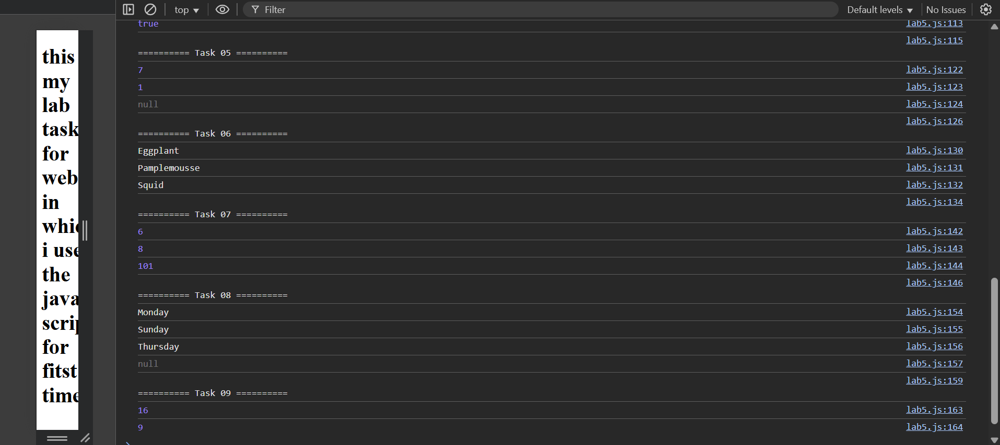 top ▼ Filter Default levels ▼ No Issues
this
my
lab
task
for
web
in
whic
i use
the
java
scrip
for
fitst
time
true lab5.js:113
lab5.js:115
========== Task 05 ==========
7 lab5.js:122
1 lab5.js:123
null lab5.js:124
lab5.js:126
========== Task 06 ==========
Eggplant lab5.js:130
Pamplemousse lab5.js:131
Squid lab5.js:132
lab5.js:134
========== Task 07 ==========
6 lab5.js:142
8 lab5.js:143
101 lab5.js:144
lab5.js:146
========== Task 08 ==========
Monday lab5.js:154
Sunday lab5.js:155
Thursday lab5.js:156
null lab5.js:157
lab5.js:159
========== Task 09 ==========
16 lab5.js:163
9 lab5.js:164